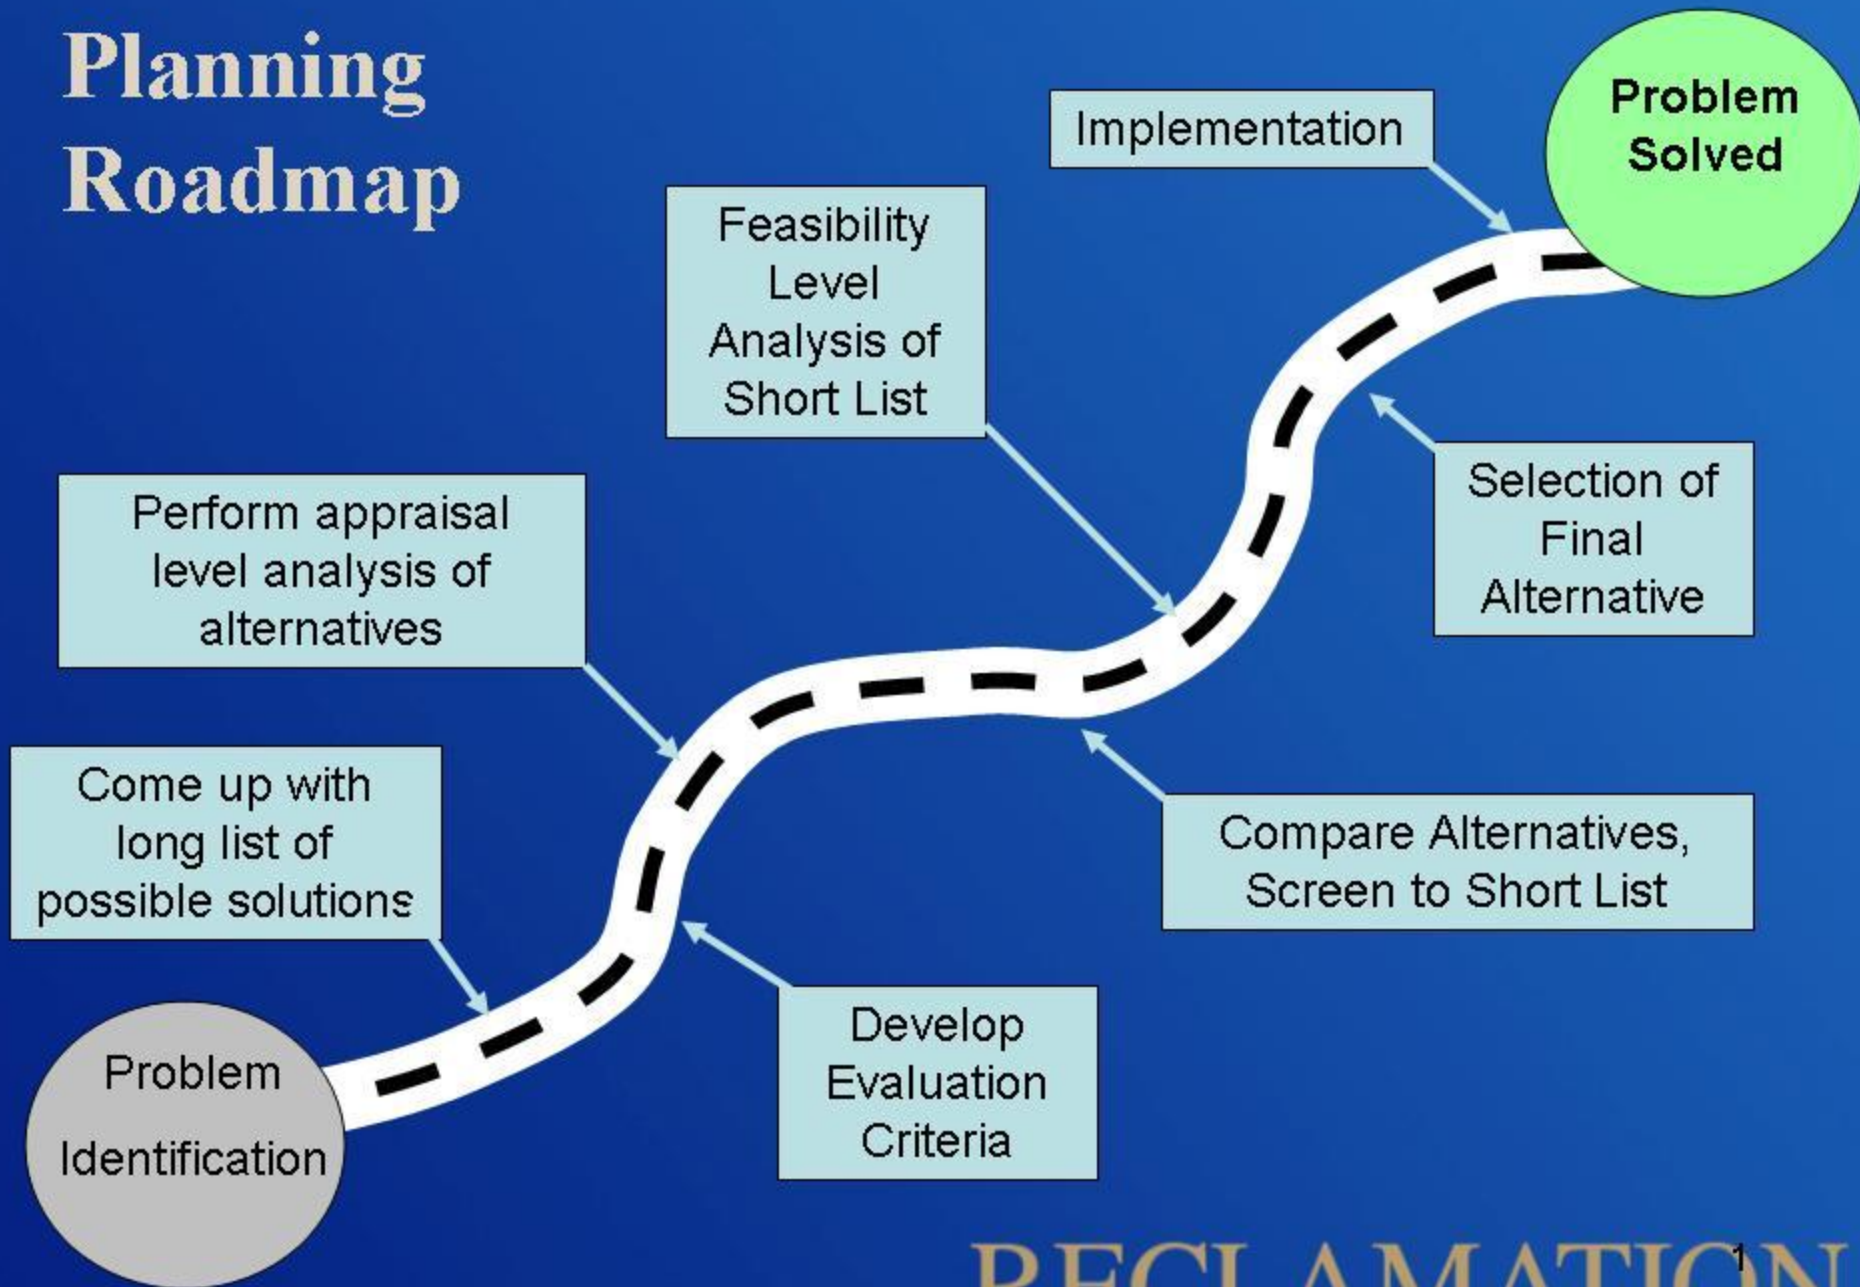 Planning
Roadmap
Problem
Solved
Implementation
Feasibility
Level
Analysis of
Short List
Selection of
Final
Alternative
Perform appraisal
level analysis of
alternatives
Come up with
long list of
possible solutions
Compare Alternatives,
Screen to Short List
Develop
Evaluation
Criteria
Problem
Identification
RECLAMATION
1